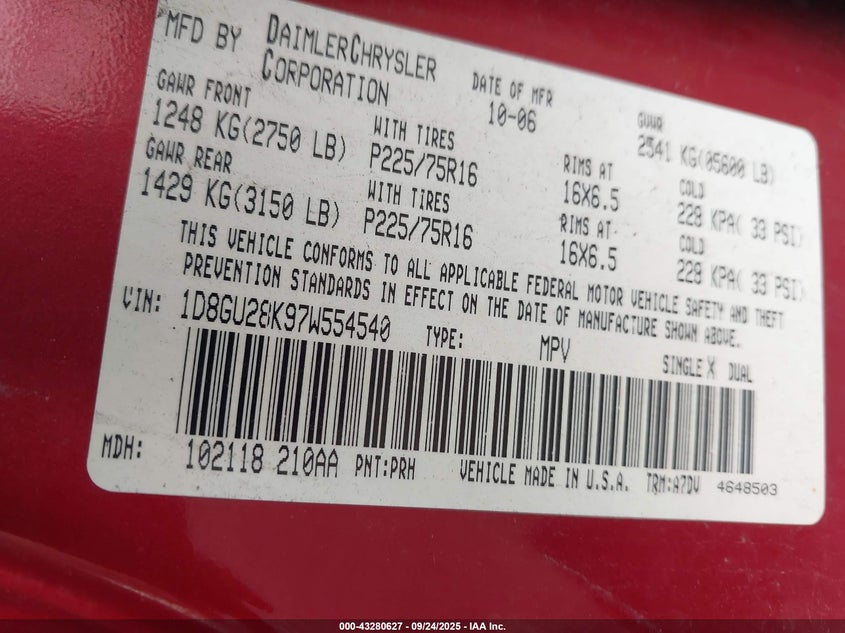 MFD BY DAIMLERCHRYSLER CORPORATION
DATE OF MFR 10-06
GVWR 2541 KG(05600 LB)
GAWR FRONT 1248 KG(2750 LB) WITH TIRES P225/75R16 RIMS AT 16X6.5 COLD 228 KPA( 33 PSI)
GAWR REAR 1429 KG(3150 LB) WITH TIRES P225/75R16 RIMS AT 16X6.5 COLD 228 KPA( 33 PSI)
THIS VEHICLE CONFORMS TO ALL APPLICABLE FEDERAL MOTOR VEHICLE SAFETY AND THEFT
PREVENTION STANDARDS IN EFFECT ON THE DATE OF MANUFACTURE SHOWN ABOVE.
VIN: 1D8GU28K97W554540 TYPE: MPV SINGLE X DUAL
MDH: 102118 210AA PNT:PRH VEHICLE MADE IN U.S.A. TRM:A7DV 4648503
000-43280627 - 09/24/2025 - IAA Inc.